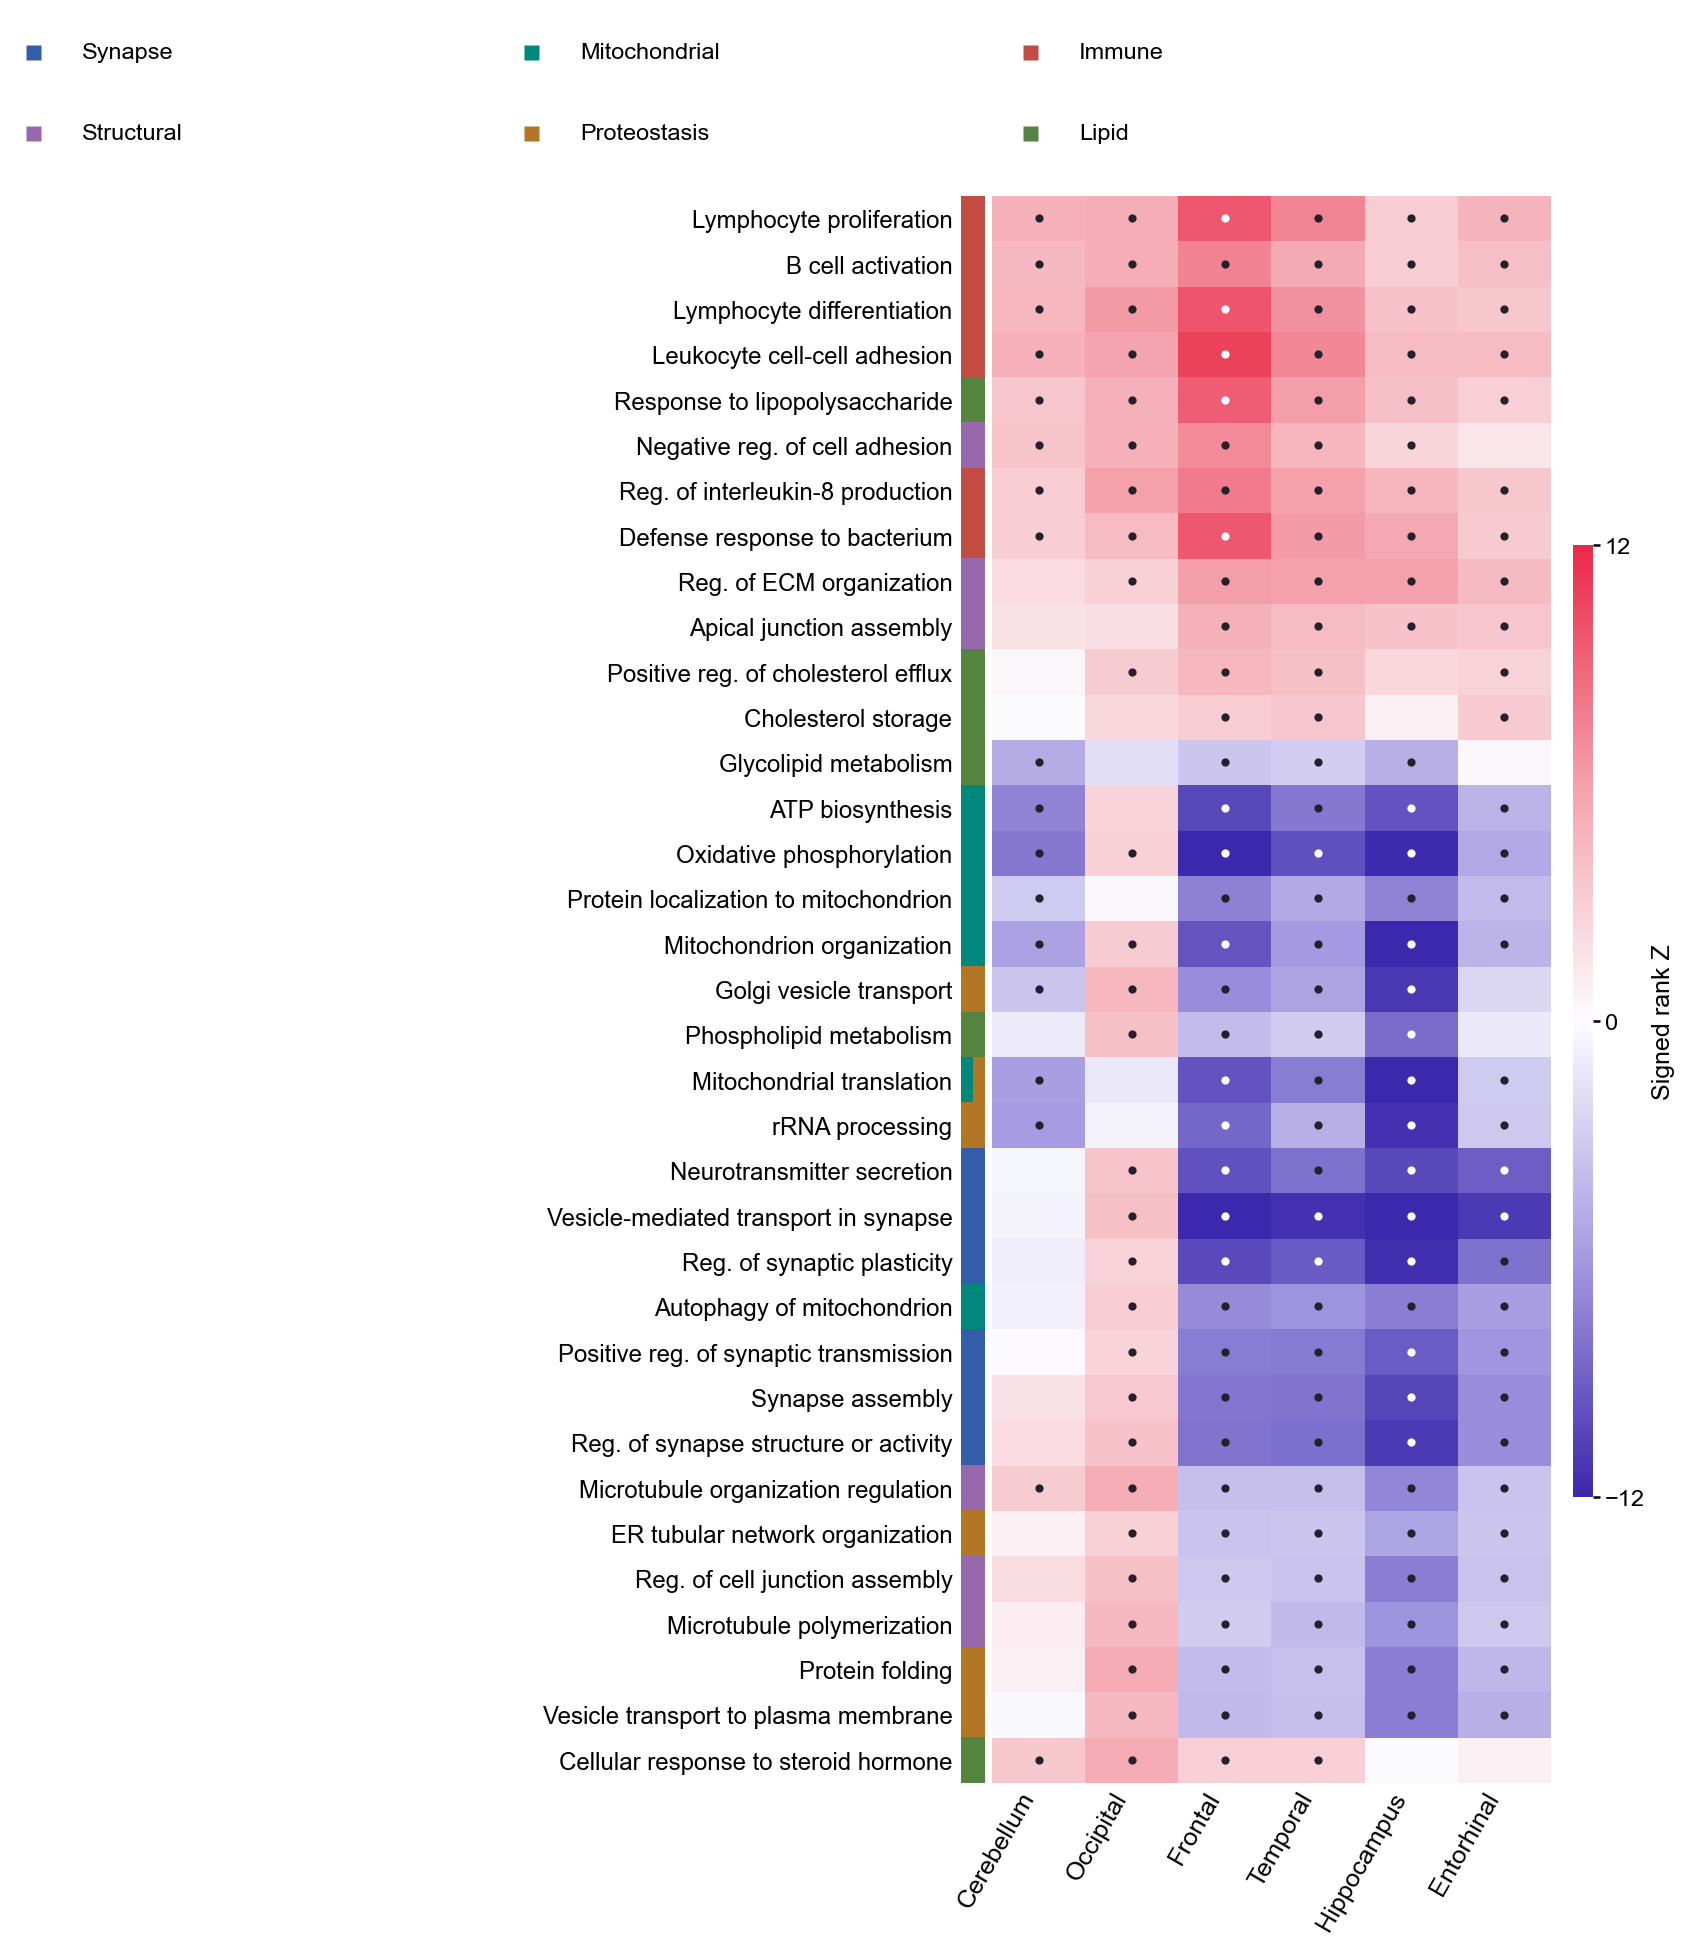 Synapse
Mitochondrial
Immune
Structural
Proteostasis
Lipid
Lymphocyte proliferation
B cell activation
Lymphocyte differentiation
Leukocyte cell-cell adhesion
Response to lipopolysaccharide
Negative reg. of cell adhesion
Reg. of interleukin-8 production
Defense response to bacterium
Reg. of ECM organization
Apical junction assembly
Positive reg. of cholesterol efflux
Cholesterol storage
Glycolipid metabolism
ATP biosynthesis
Oxidative phosphorylation
Protein localization to mitochondrion
Mitochondrion organization
Golgi vesicle transport
Phospholipid metabolism
Mitochondrial translation
rRNA processing
Neurotransmitter secretion
Vesicle-mediated transport in synapse
Reg. of synaptic plasticity
Autophagy of mitochondrion
Positive reg. of synaptic transmission
Synapse assembly
Reg. of synapse structure or activity
Microtubule organization regulation
ER tubular network organization
Reg. of cell junction assembly
Microtubule polymerization
Protein folding
Vesicle transport to plasma membrane
Cellular response to steroid hormone
Cerebellum
Occipital
Frontal
Temporal
Hippocampus
Entorhinal
12
0
−12
Signed rank Z